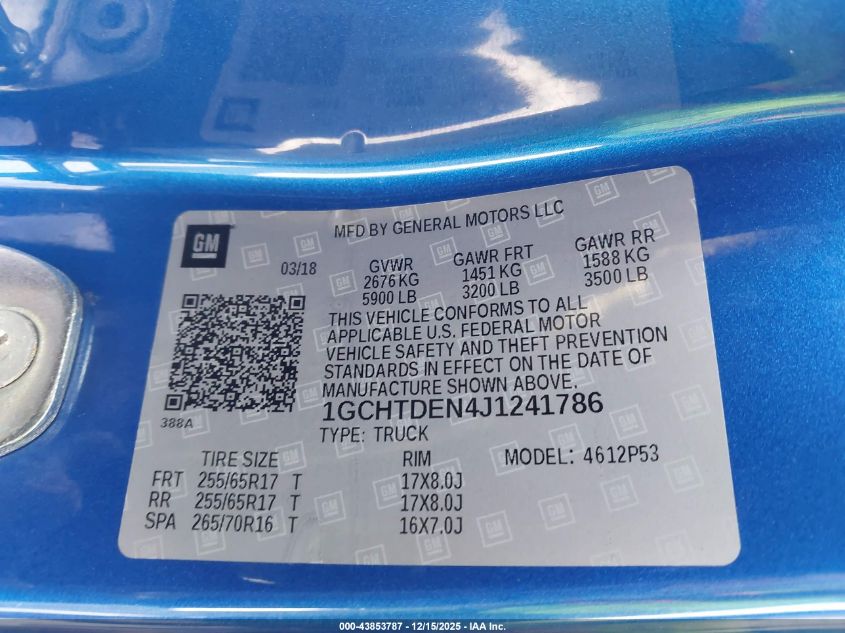 GM
MFD BY GENERAL MOTORS LLC
03/18
GVWR GAWR FRT GAWR RR
2676 KG 1451 KG 1588 KG
5900 LB 3200 LB 3500 LB
THIS VEHICLE CONFORMS TO ALL
APPLICABLE U.S. FEDERAL MOTOR
VEHICLE SAFETY AND THEFT PREVENTION
STANDARDS IN EFFECT ON THE DATE OF
MANUFACTURE SHOWN ABOVE.
388A
1GCHTDEN4J1241786
TYPE: TRUCK MODEL: 4612P53
TIRE SIZE RIM
FRT 255/65R17 T 17X8.0J
RR 255/65R17 T 17X8.0J
SPA 265/70R16 T 16X7.0J
000-43853787 - 12/15/2025 - IAA Inc.